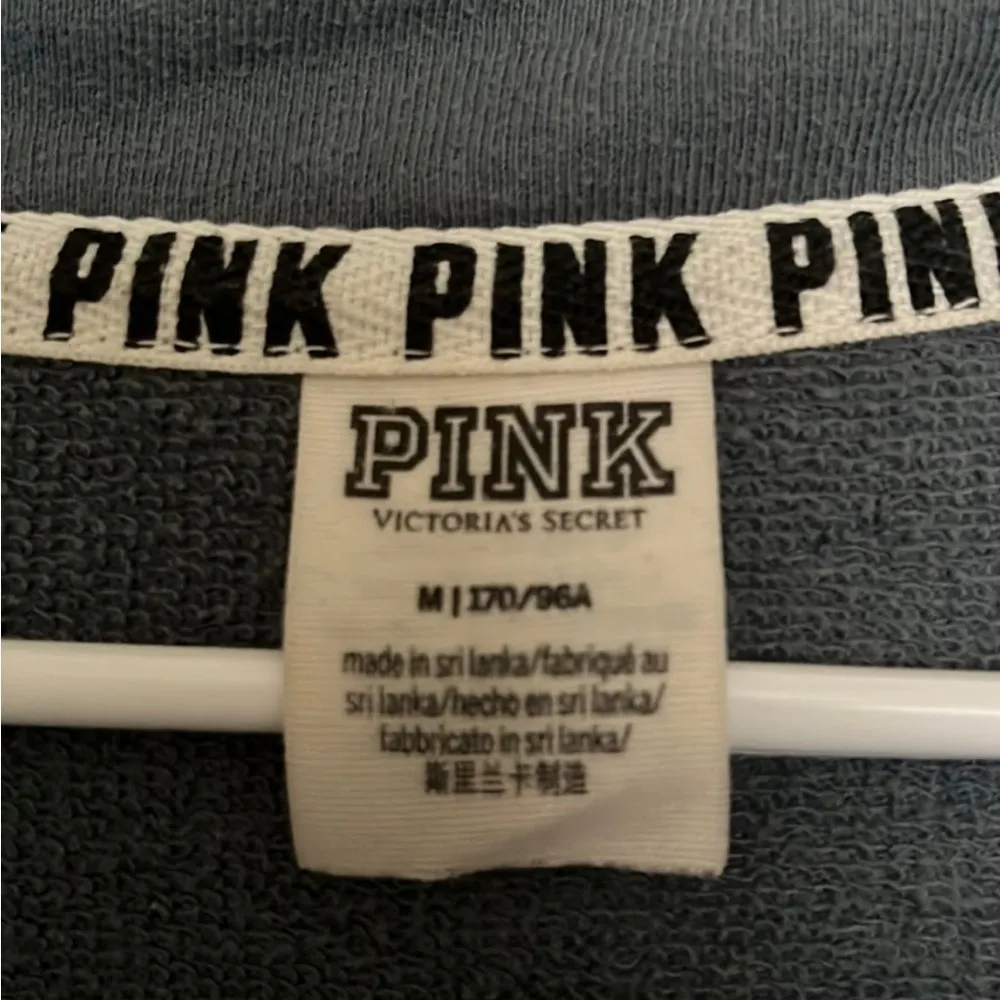 PINK PINK PIN
PINK
VICTORIA'S SECRET
M | 170/96A
made in sri lanka/fabriqué au
sri lanka/hecho en sri lanka/
fabbricato in sri lanka/
斯里兰卡制造